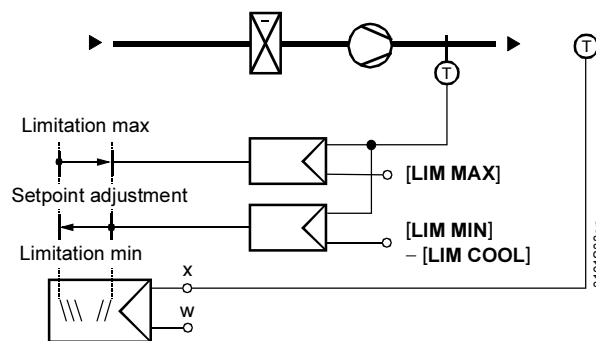 T
T
Limitation max
[LIM MAX]
Setpoint adjustment
[LIM MIN]
Limitation min
– [LIM COOL]
x
w